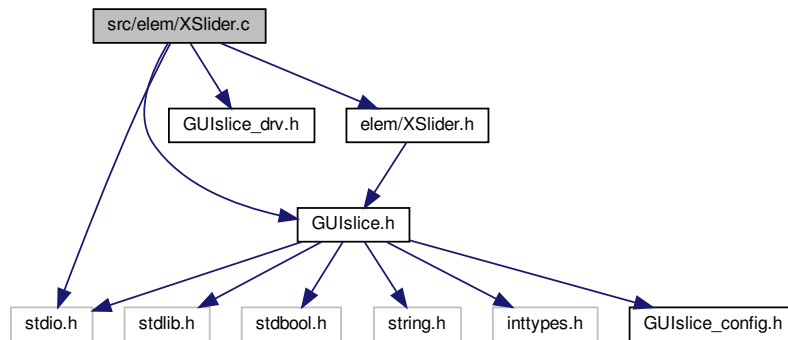 src/elem/XSlider.c
GUIslice_drv.h
elem/XSlider.h
GUIslice.h
stdio.h
stdlib.h
stdbool.h
string.h
inttypes.h
GUIslice_config.h